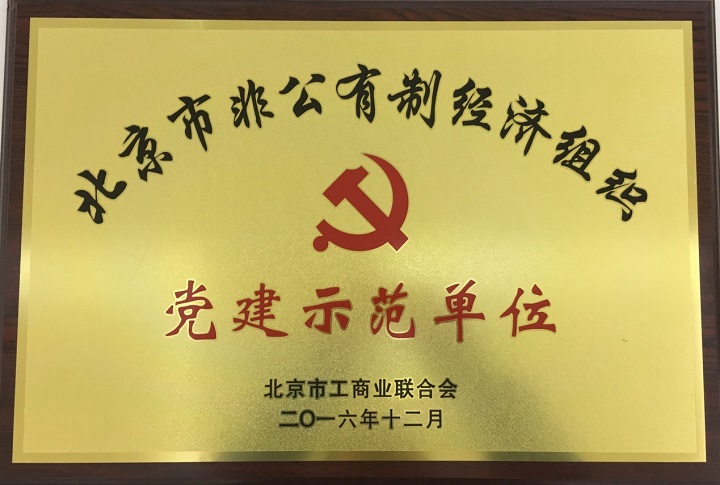 北京市非公有制经济组织
党建示范单位
北京市工商业联合会
二〇一六年十二月